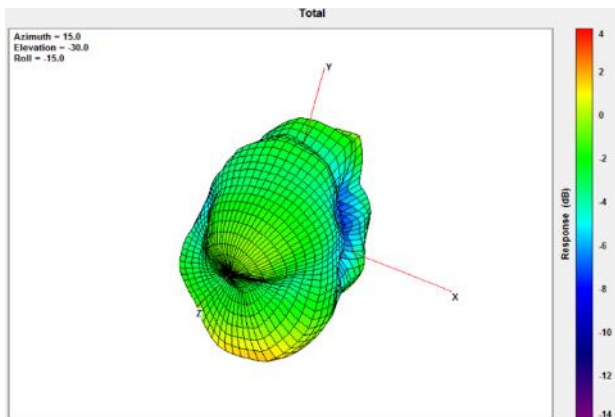 Total
Azimuth = 15.0
Elevation = -30.0
Roll = -15.0
Y
X
Z
4
2
0
-2
-4
-6
-8
-10
-12
-14
Response (dB)